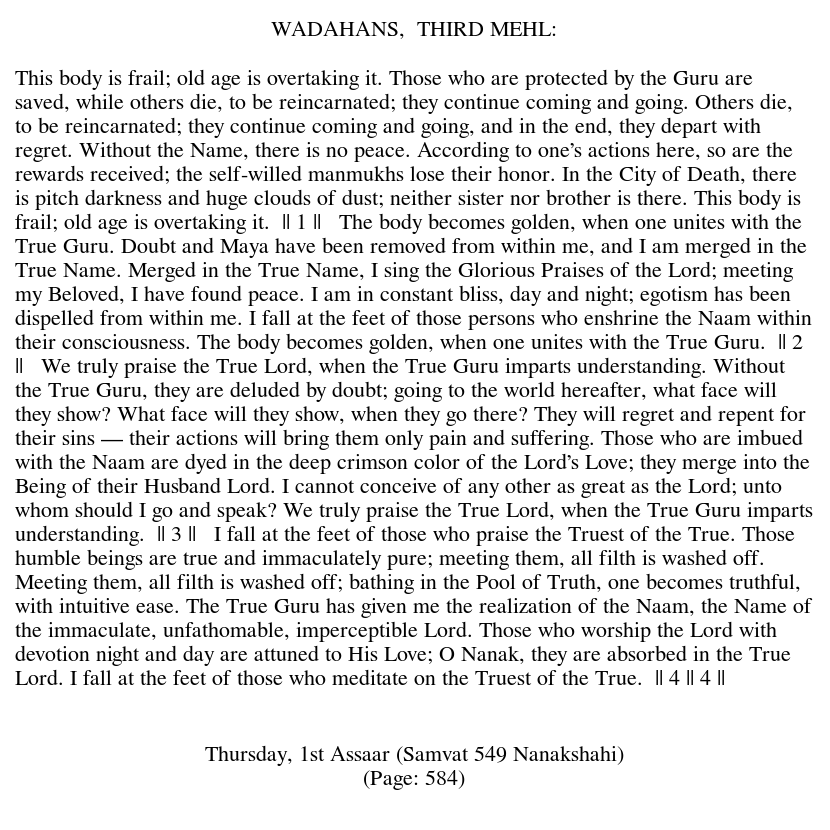 WADAHANS, THIRD MEHL:
This body is frail; old age is overtaking it. Those who are protected by the Guru are
saved, while others die, to be reincarnated; they continue coming and going. Others die,
to be reincarnated; they continue coming and going, and in the end, they depart with
regret. Without the Name, there is no peace. According to one’s actions here, so are the
rewards received; the self-willed manmukhs lose their honor. In the City of Death, there
is pitch darkness and huge clouds of dust; neither sister nor brother is there. This body is
frail; old age is overtaking it. || 1 || The body becomes golden, when one unites with the
True Guru. Doubt and Maya have been removed from within me, and I am merged in the
True Name. Merged in the True Name, I sing the Glorious Praises of the Lord; meeting
my Beloved, I have found peace. I am in constant bliss, day and night; egotism has been
dispelled from within me. I fall at the feet of those persons who enshrine the Naam within
their consciousness. The body becomes golden, when one unites with the True Guru. || 2
|| We truly praise the True Lord, when the True Guru imparts understanding. Without
the True Guru, they are deluded by doubt; going to the world hereafter, what face will
they show? What face will they show, when they go there? They will regret and repent for
their sins — their actions will bring them only pain and suffering. Those who are imbued
with the Naam are dyed in the deep crimson color of the Lord’s Love; they merge into the
Being of their Husband Lord. I cannot conceive of any other as great as the Lord; unto
whom should I go and speak? We truly praise the True Lord, when the True Guru imparts
understanding. || 3 || I fall at the feet of those who praise the Truest of the True. Those
humble beings are true and immaculately pure; meeting them, all filth is washed off.
Meeting them, all filth is washed off; bathing in the Pool of Truth, one becomes truthful,
with intuitive ease. The True Guru has given me the realization of the Naam, the Name of
the immaculate, unfathomable, imperceptible Lord. Those who worship the Lord with
devotion night and day are attuned to His Love; O Nanak, they are absorbed in the True
Lord. I fall at the feet of those who meditate on the Truest of the True. || 4 || 4 ||
Thursday, 1st Assaar (Samvat 549 Nanakshahi)
(Page: 584)